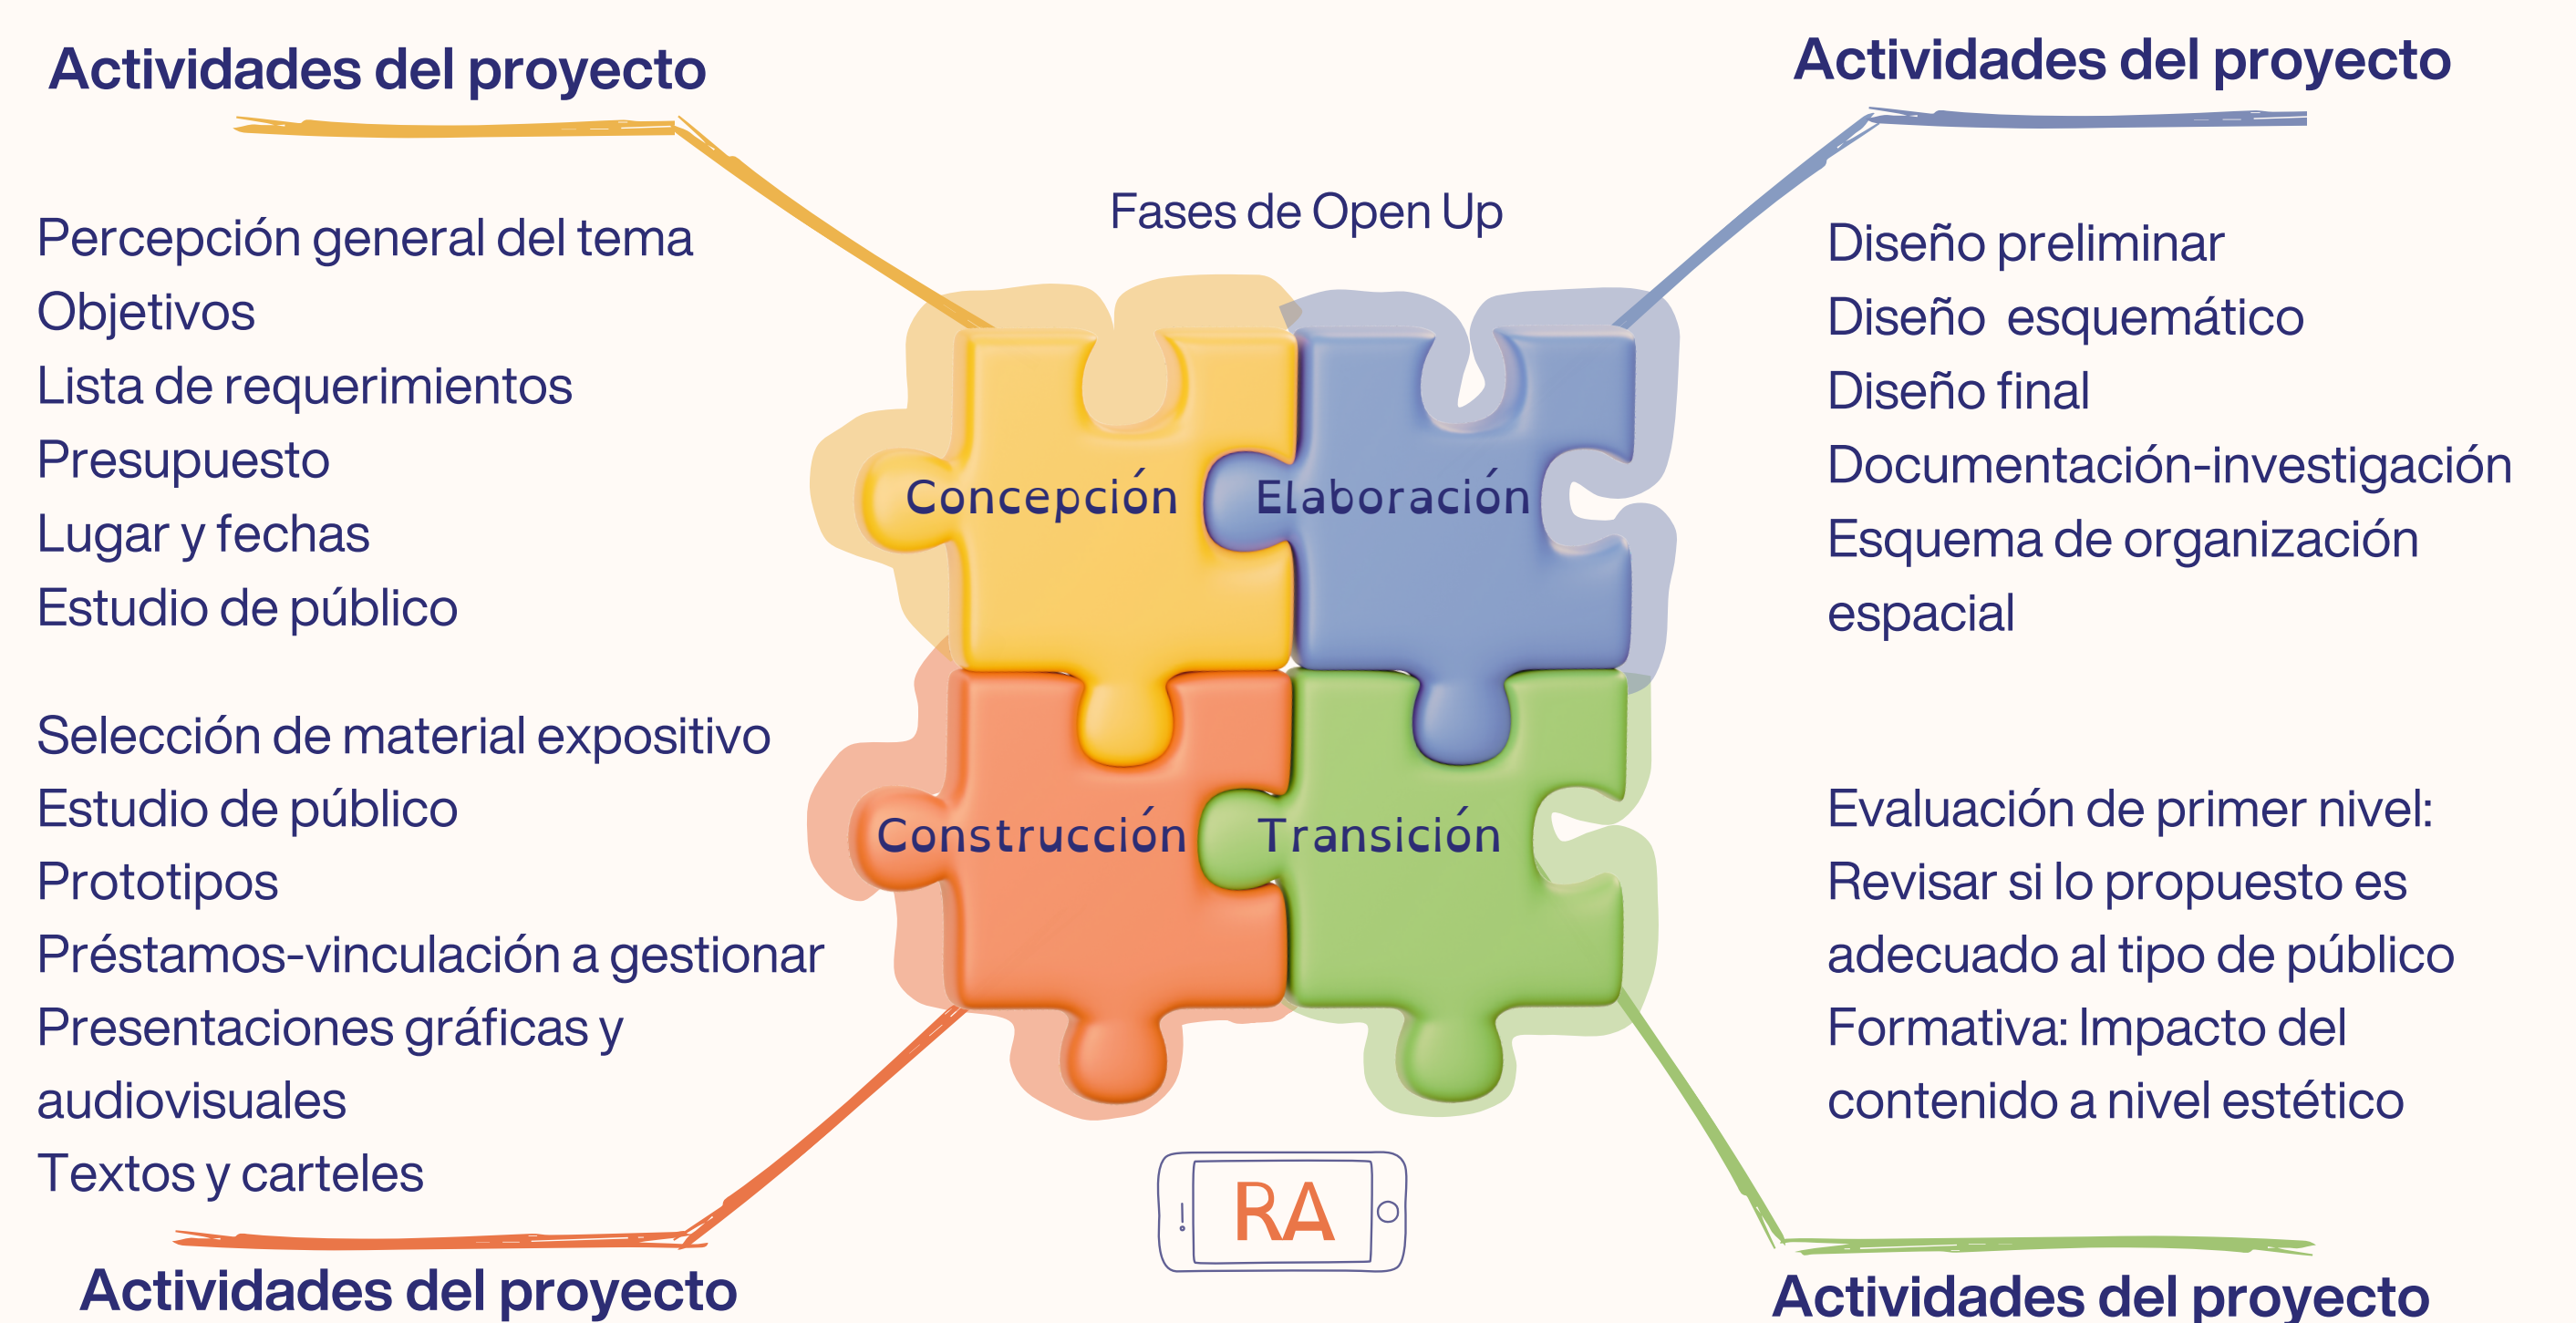 Actividades del proyecto
Percepción general del tema
Objetivos
Lista de requerimientos
Presupuesto
Lugar y fechas
Estudio de público
Actividades del proyecto
Diseño preliminar
Diseño esquemático
Diseño final
Documentación-investigación
Esquema de organización
espacial
Fases de Open Up
Concepción
Elaboración
Construcción
Transición
RA
Selección de material expositivo
Estudio de público
Prototipos
Préstamos-vinculación a gestionar
Presentaciones gráficas y
audiovisuales
Textos y carteles
Actividades del proyecto
Evaluación de primer nivel:
Revisar si lo propuesto es
adecuado al tipo de público
Formativa: Impacto del
contenido a nivel estético
Actividades del proyecto